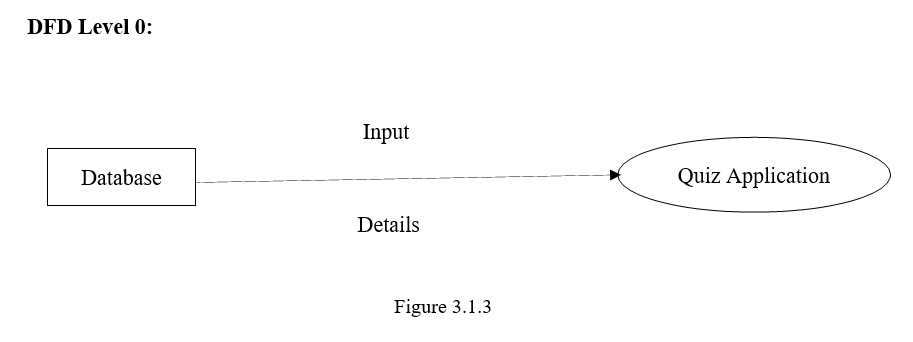 DFD Level 0:
Input
Database
Quiz Application
Details
Figure 3.1.3